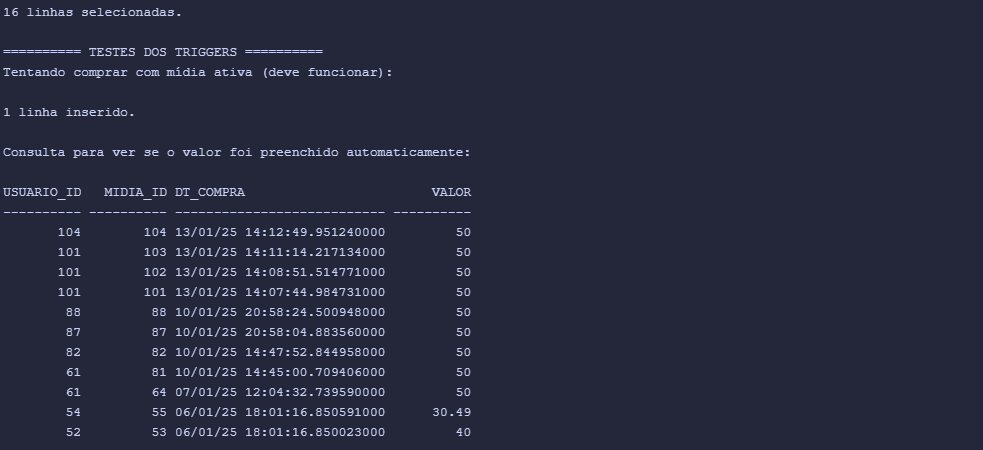 16 linhas selecionadas.
========== TESTES DOS TRIGGERS ==========
Tentando comprar com mídia ativa (deve funcionar):
1 linha inserido.
Consulta para ver se o valor foi preenchido automaticamente:
USUARIO_ID   MIDIA_ID DT_COMPRA                        VALOR
---------- ---------- --------------------------- ----------
       104        104 13/01/25 14:12:49.951240000         50
       101        103 13/01/25 14:11:14.217134000         50
       101        102 13/01/25 14:08:51.514771000         50
       101        101 13/01/25 14:07:44.984731000         50
        88         88 10/01/25 20:58:24.500948000         50
        87         87 10/01/25 20:58:04.883560000         50
        82         82 10/01/25 14:47:52.844958000         50
        61         81 10/01/25 14:45:00.709406000         50
        61         64 07/01/25 12:04:32.739590000         50
        54         55 06/01/25 18:01:16.850591000      30.49
        52         53 06/01/25 18:01:16.850023000         40